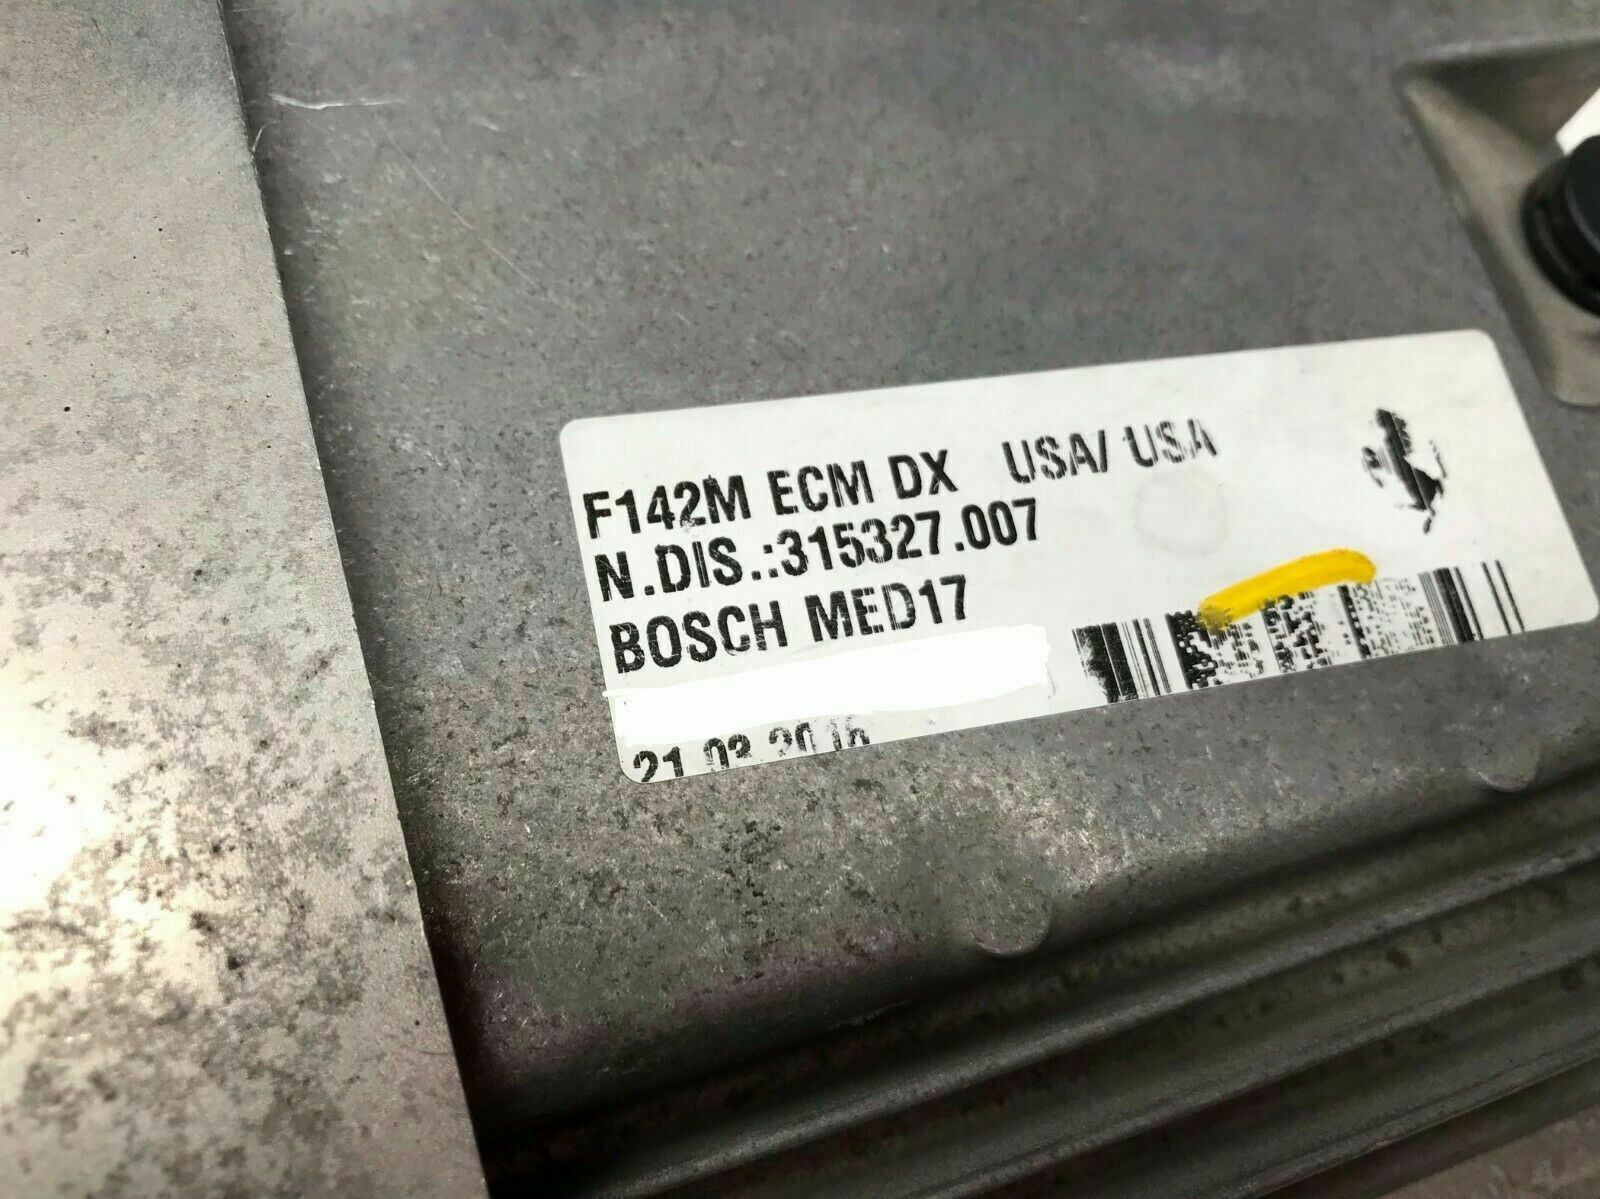 F142M ECM DX USA/ USA
N.DIS.:315327.007
BOSCH MED17